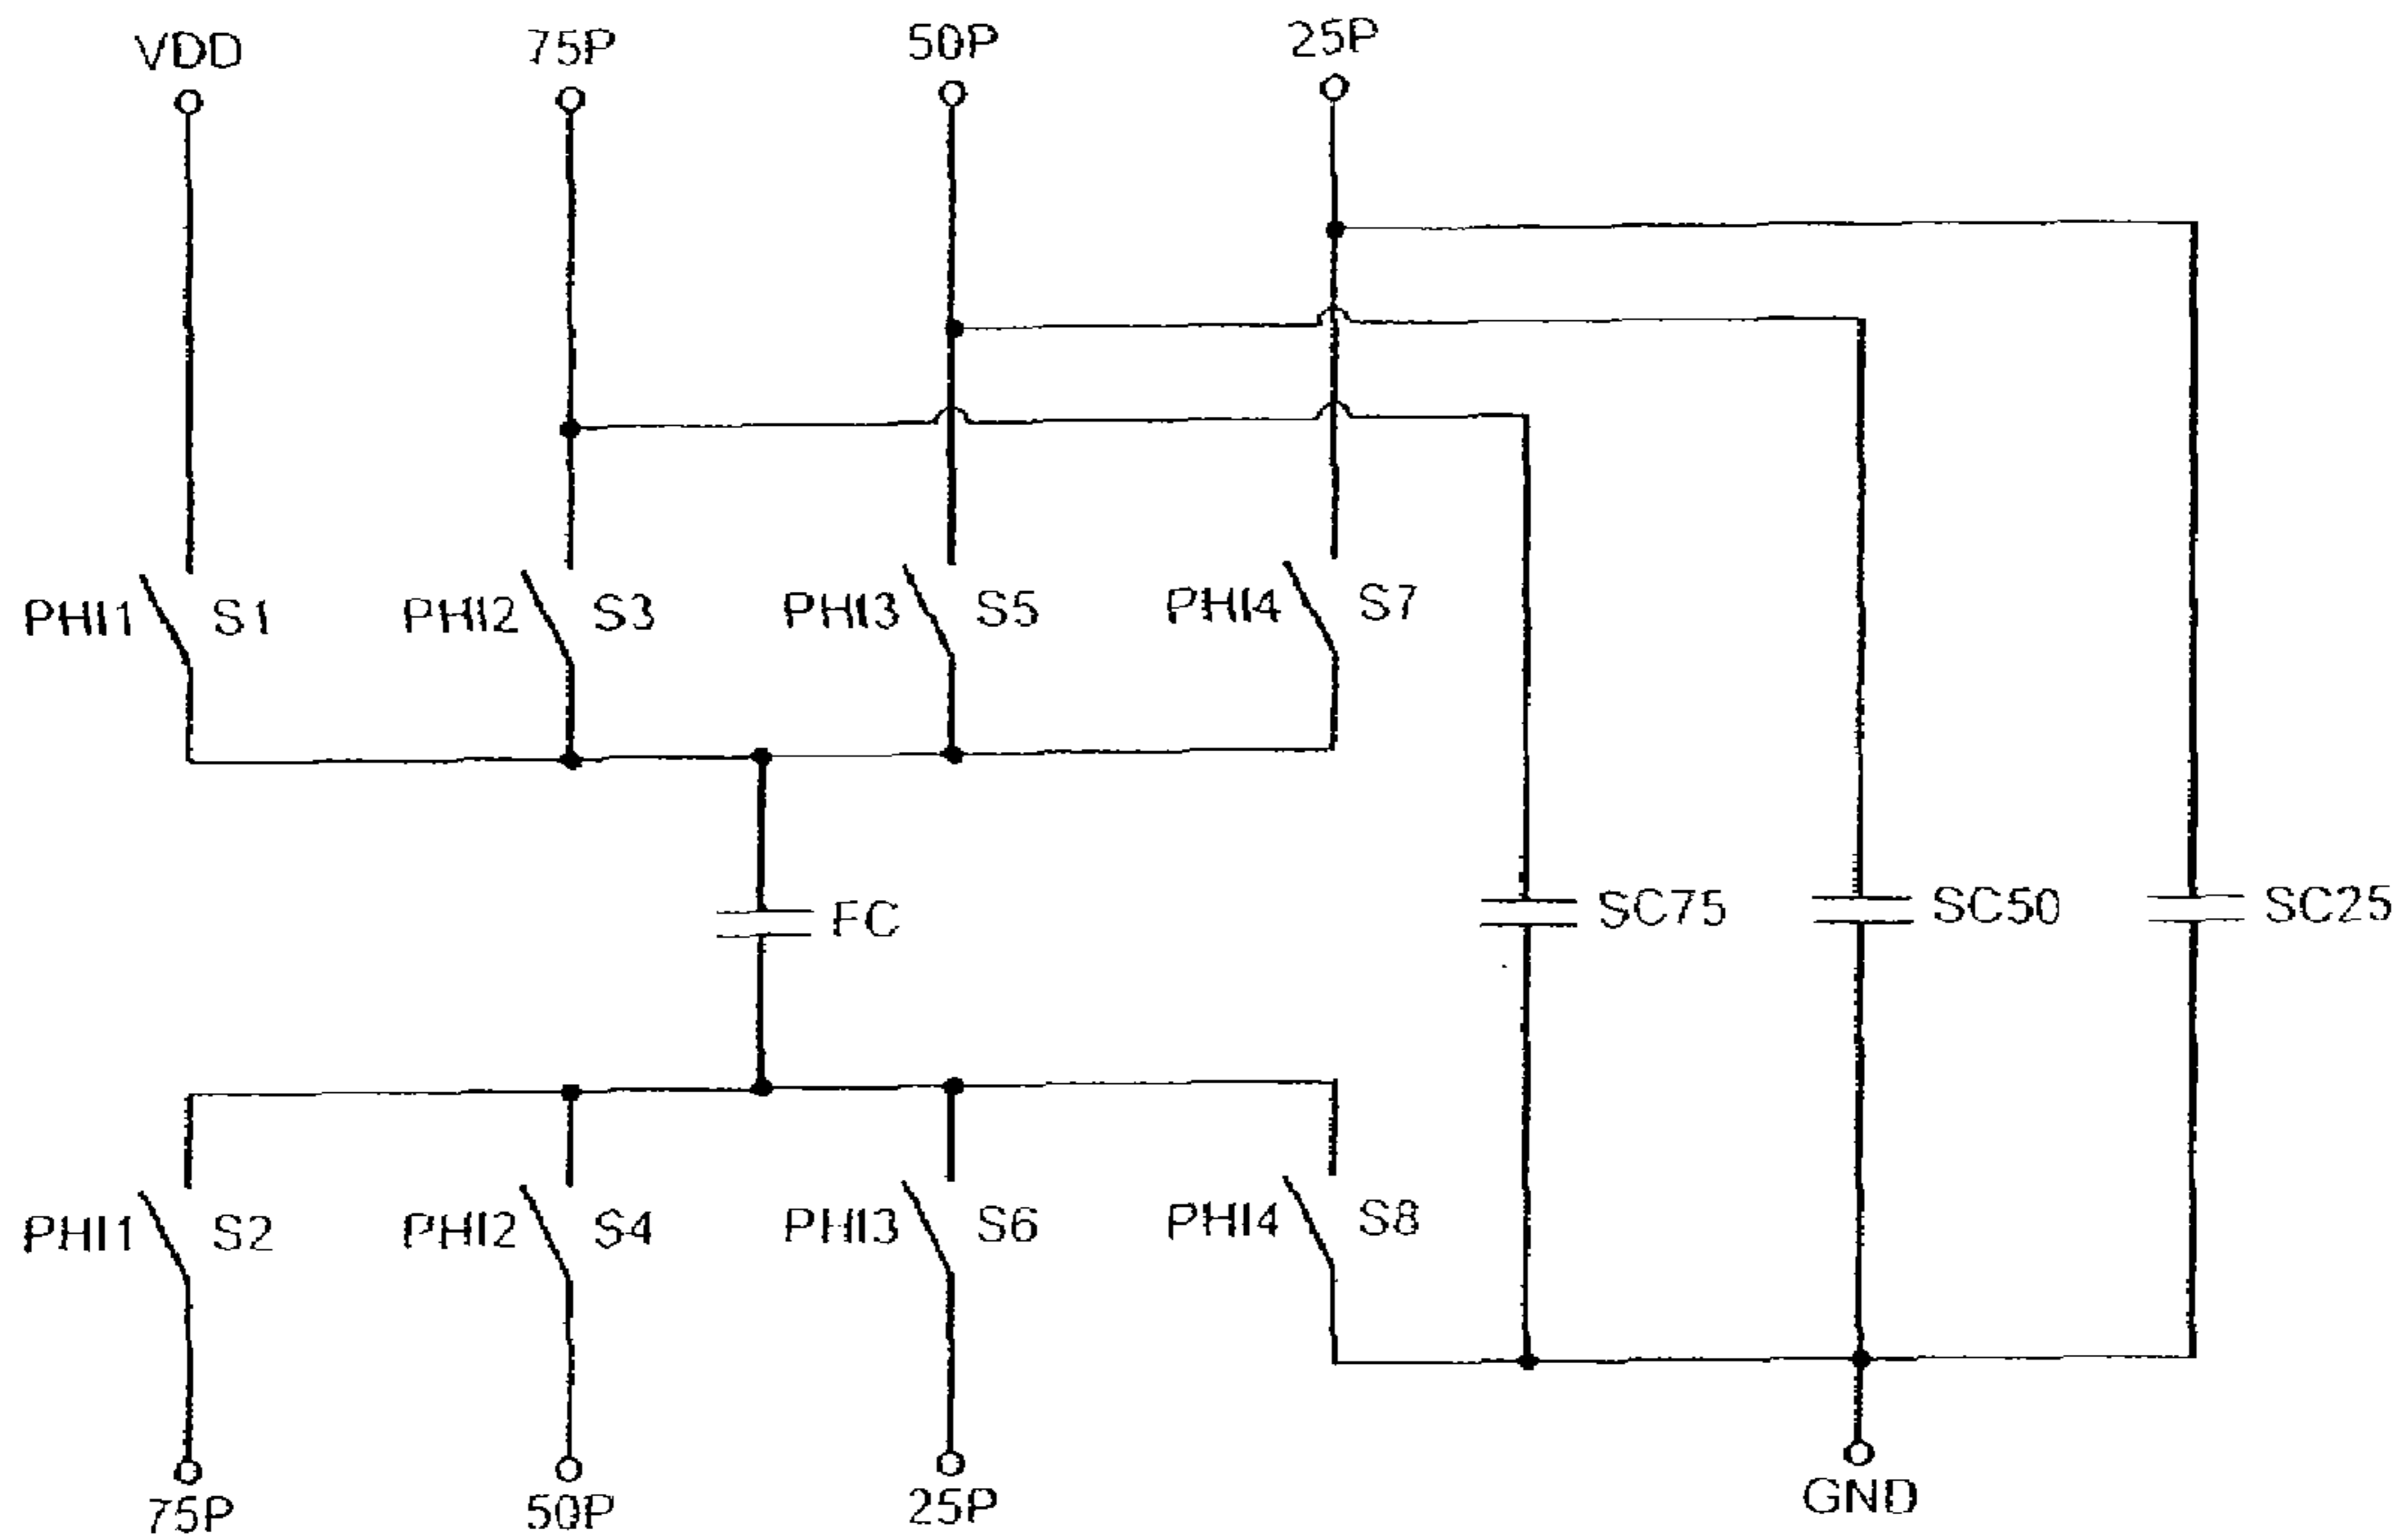 VDD 75P 50P 25P
PHI1 S1 PHI2 S3 PHI3 S5 PHI4 S7
FC SC75 SC50 SC25
PHI1 S2 PHI2 S4 PHI3 S6 PHI4 S8
75P 50P 25P GND